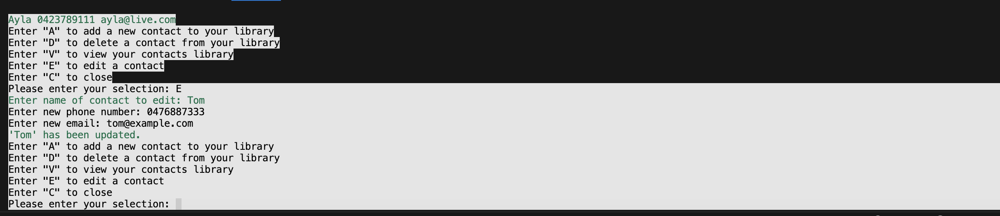 Ayla 0423789111 ayla@live.com
Enter "A" to add a new contact to your library
Enter "D" to delete a contact from your library
Enter "V" to view your contacts library
Enter "E" to edit a contact
Enter "C" to close
Please enter your selection: E
Enter name of contact to edit: Tom
Enter new phone number: 0476887333
Enter new email: tom@example.com
'Tom' has been updated.
Enter "A" to add a new contact to your library
Enter "D" to delete a contact from your library
Enter "V" to view your contacts library
Enter "E" to edit a contact
Enter "C" to close
Please enter your selection: